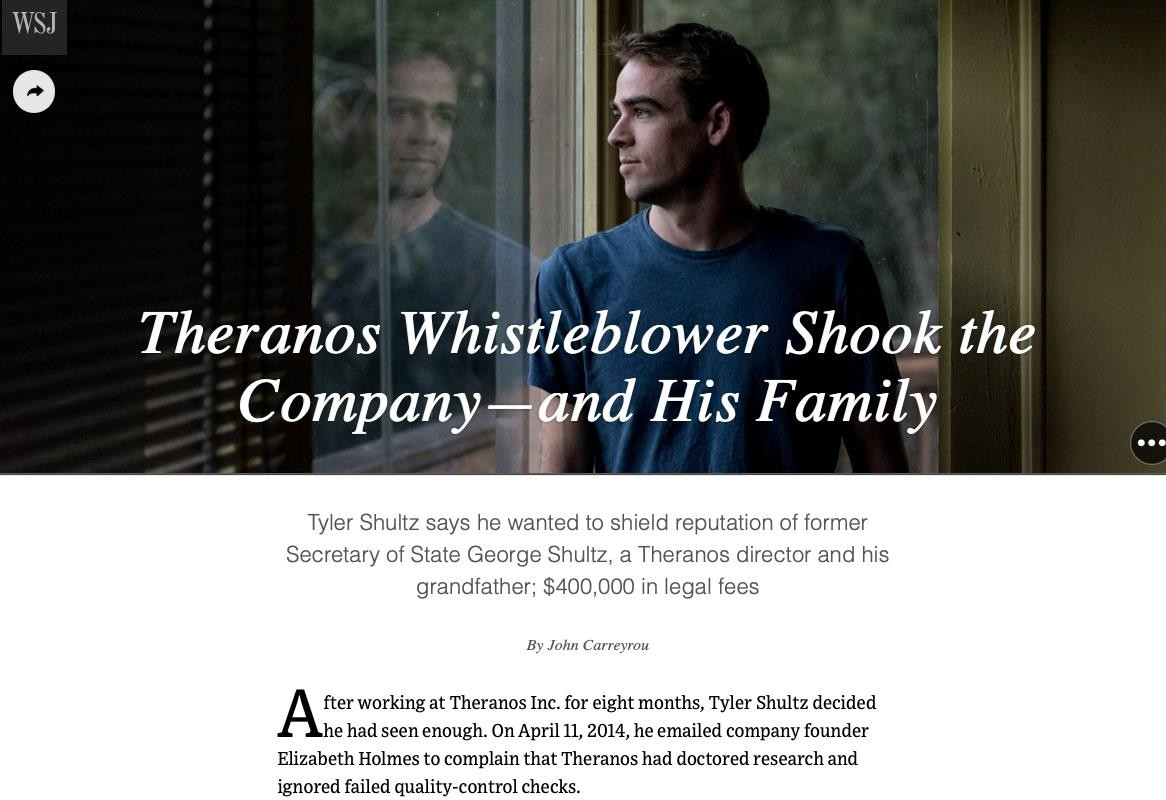 WSJ
Theranos Whistleblower Shook the
Company—and His Family
Tyler Shultz says he wanted to shield reputation of former
Secretary of State George Shultz, a Theranos director and his
grandfather; $400,000 in legal fees
By John Carreyrou
After working at Theranos Inc. for eight months, Tyler Shultz decided
he had seen enough. On April 11, 2014, he emailed company founder
Elizabeth Holmes to complain that Theranos had doctored research and
ignored failed quality-control checks.